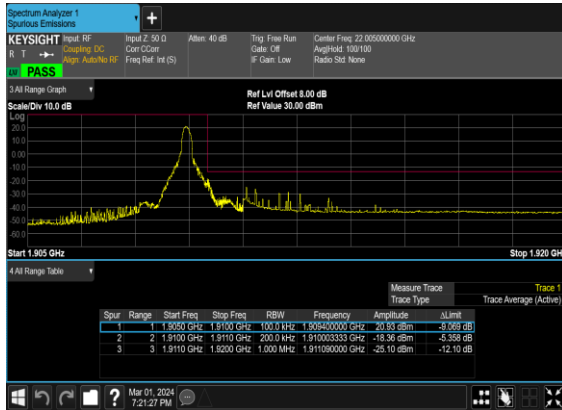 Spectrum Analyzer 1
Spurious Emissions
+
KEYSIGHT Input: RF Input Z: 50 Ω Atten: 40 dB Trig: Free Run Center Freq: 22.005000000 GHz
R T Coupling: DC Corr CCorr Gate: Off Avg|Hold: 100/100
Align: Auto/No RF Freq Ref: Int (S) IF Gain: Low Radio Std: None
PASS
3 All Range Graph
Ref Lvl Offset 8.00 dB
Scale/Div 10.0 dB Ref Value 30.00 dBm
Log
20.0
10.0
0.00
-10.0
-20.0
-30.0
-40.0
-50.0
-60.0
Start 1.905 GHz Stop 1.920 GH
4 All Range Table
Measure Trace Trace 1
Trace Type Trace Average (Active)
Spur Range Start Freq Stop Freq RBW Frequency Amplitude ΔLimit
1 1 1.9050 GHz 1.9100 GHz 100.0 kHz 1.909400000 GHz 20.93 dBm -9.069 dB
2 2 1.9100 GHz 1.9110 GHz 200.0 kHz 1.910003333 GHz -18.36 dBm -5.358 dB
3 3 1.9110 GHz 1.9200 GHz 1.000 MHz 1.911090000 GHz -25.10 dBm -12.10 dB
? Mar 01, 2024
7:21:27 PM